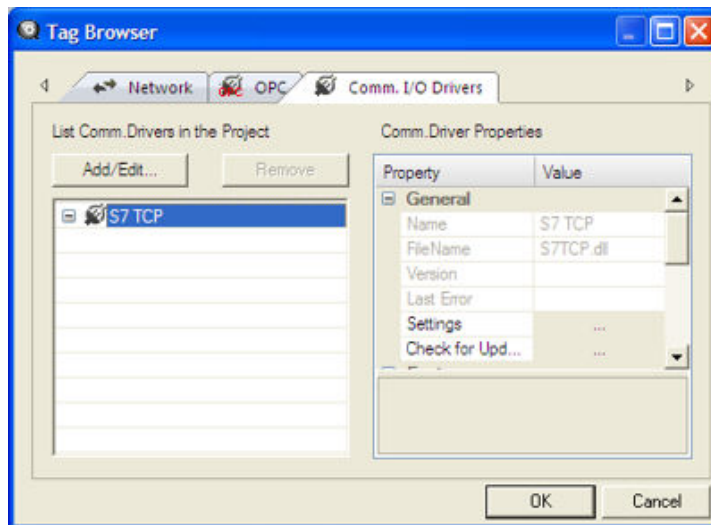 Tag Browser
Network
OPC
Comm. I/O Drivers
List Comm.Drivers in the Project
Add/Edit...
Remove
S7 TCP
Comm.Driver Properties
Property Value
General
Name S7 TCP
FileName S7TCP.dll
Version
Last Error
Settings ...
Check for Upd... ...
OK
Cancel